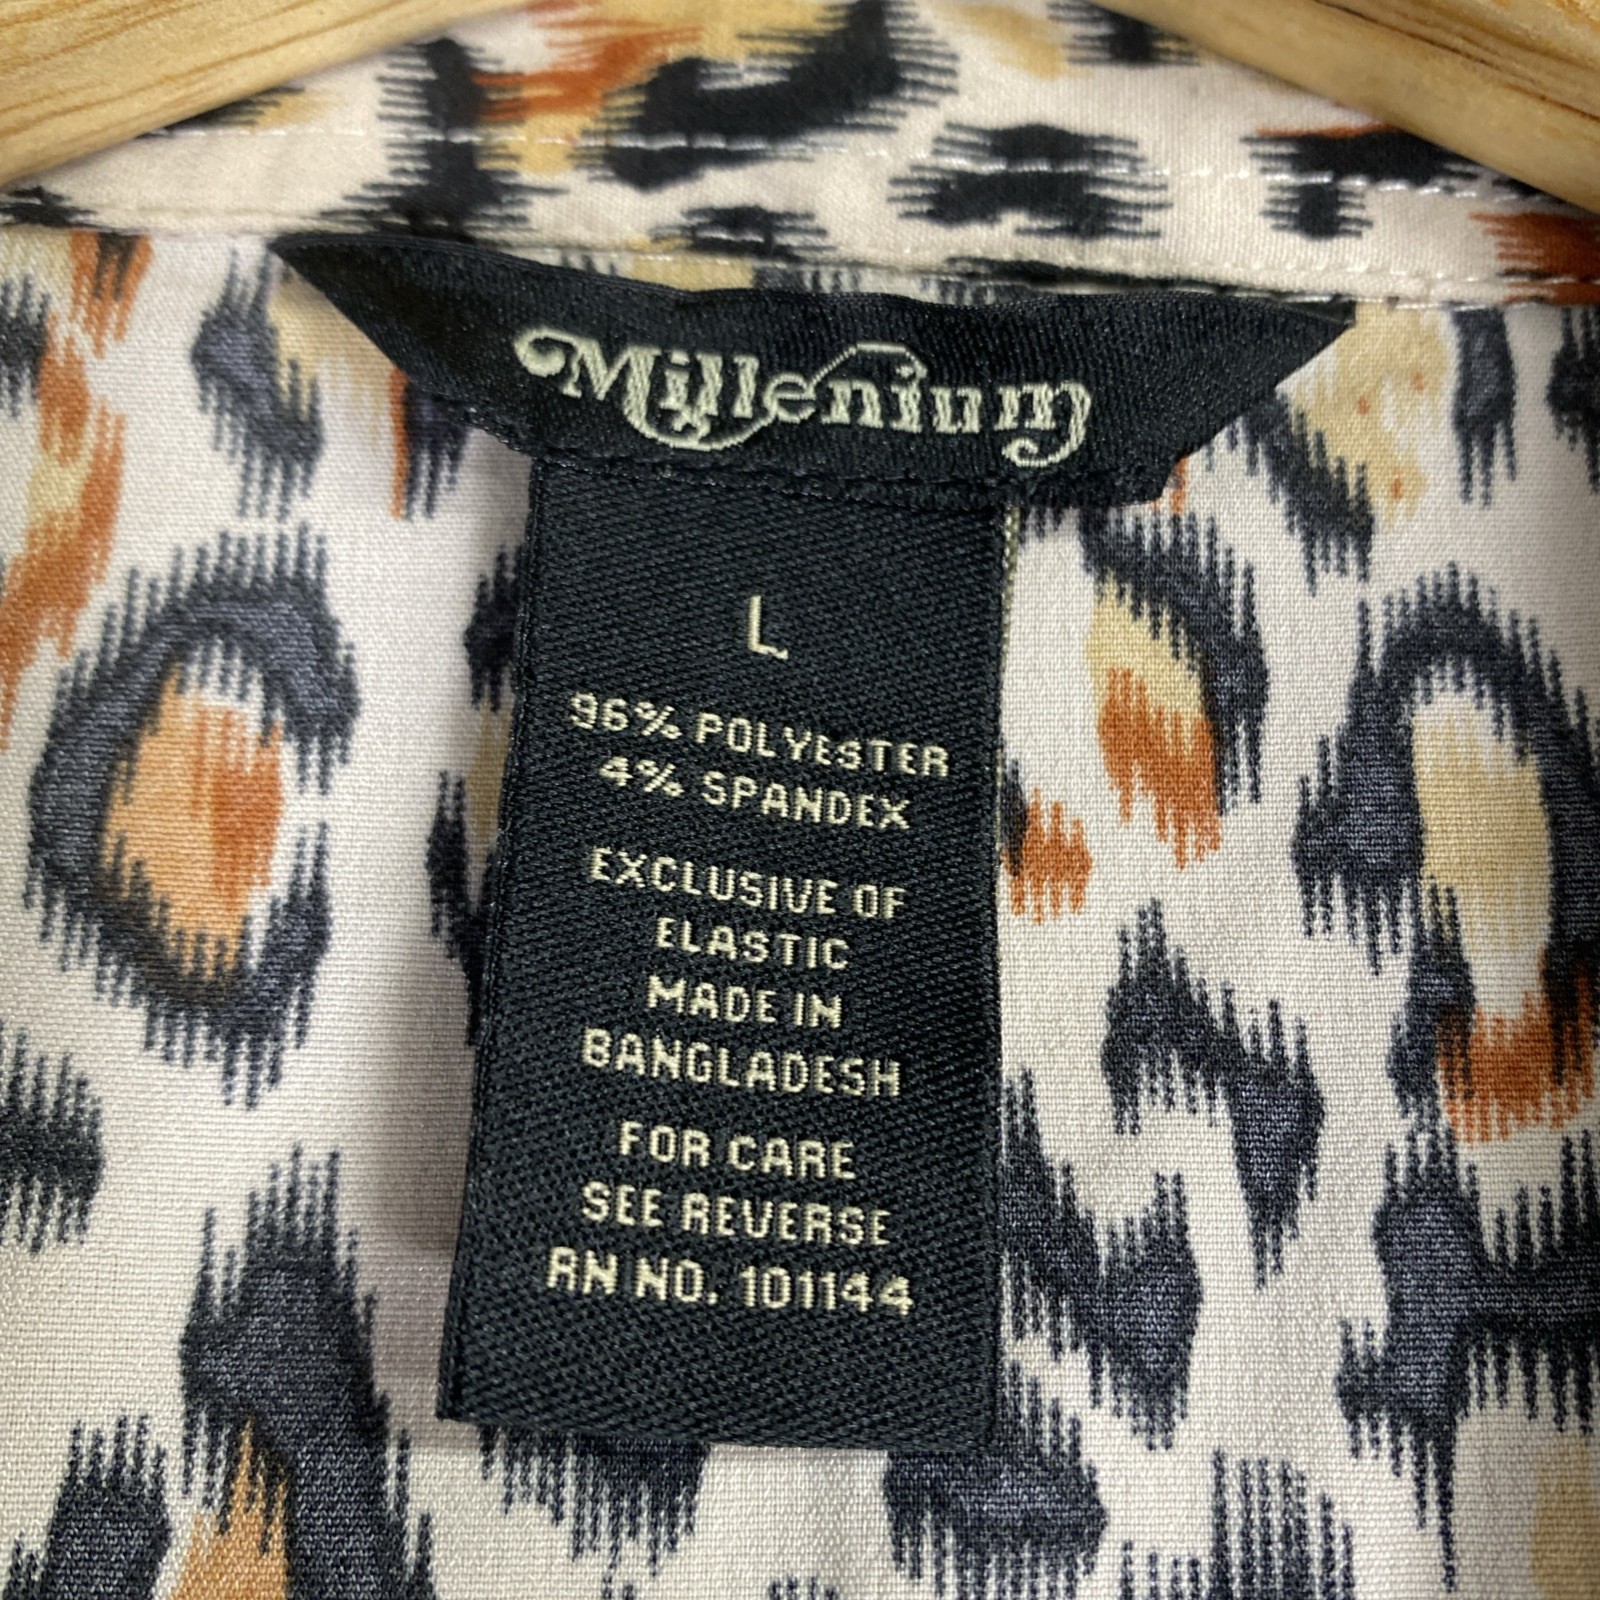 Millenium
L
96% POLYESTER
4% SPANDEX
EXCLUSIVE OF
ELASTIC
MADE IN
BANGLADESH
FOR CARE
SEE REVERSE
RN NO. 101144